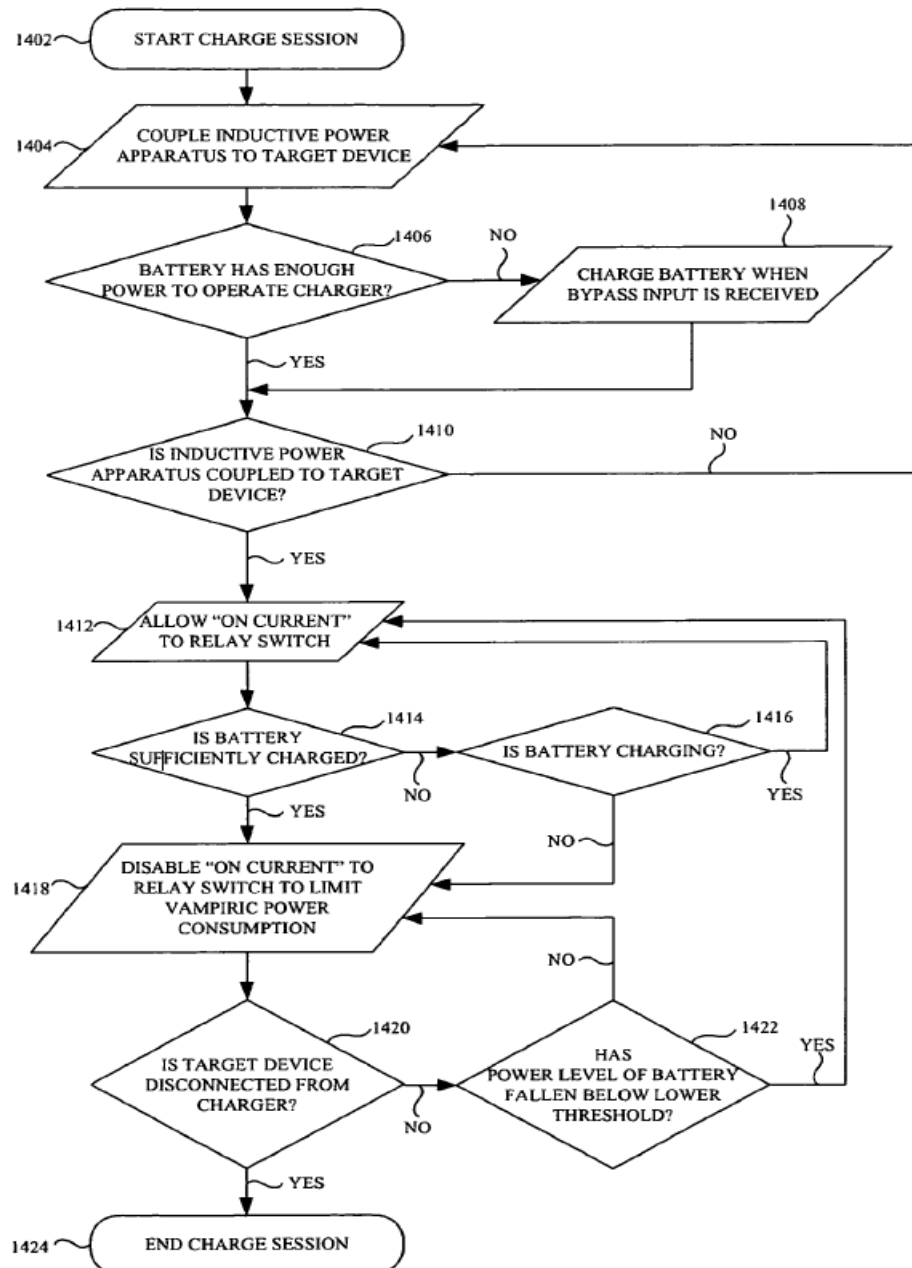 1402
START CHARGE SESSION
1404
COUPLE INDUCTIVE POWER
APPARATUS TO TARGET DEVICE
1406
BATTERY HAS ENOUGH
POWER TO OPERATE CHARGER?
NO
1408
CHARGE BATTERY WHEN
BYPASS INPUT IS RECEIVED
YES
1410
IS INDUCTIVE POWER
APPARATUS COUPLED TO TARGET
DEVICE?
NO
YES
1412
ALLOW “ON CURRENT”
TO RELAY SWITCH
1414
IS BATTERY
SUFFICIENTLY CHARGED?
NO
1416
IS BATTERY CHARGING?
YES
YES
NO
1418
DISABLE “ON CURRENT” TO
RELAY SWITCH TO LIMIT
VAMPIRIC POWER
CONSUMPTION
NO
1420
IS TARGET DEVICE
DISCONNECTED FROM
CHARGER?
NO
1422
HAS
POWER LEVEL OF BATTERY
FALLEN BELOW LOWER
THRESHOLD?
YES
YES
1424
END CHARGE SESSION